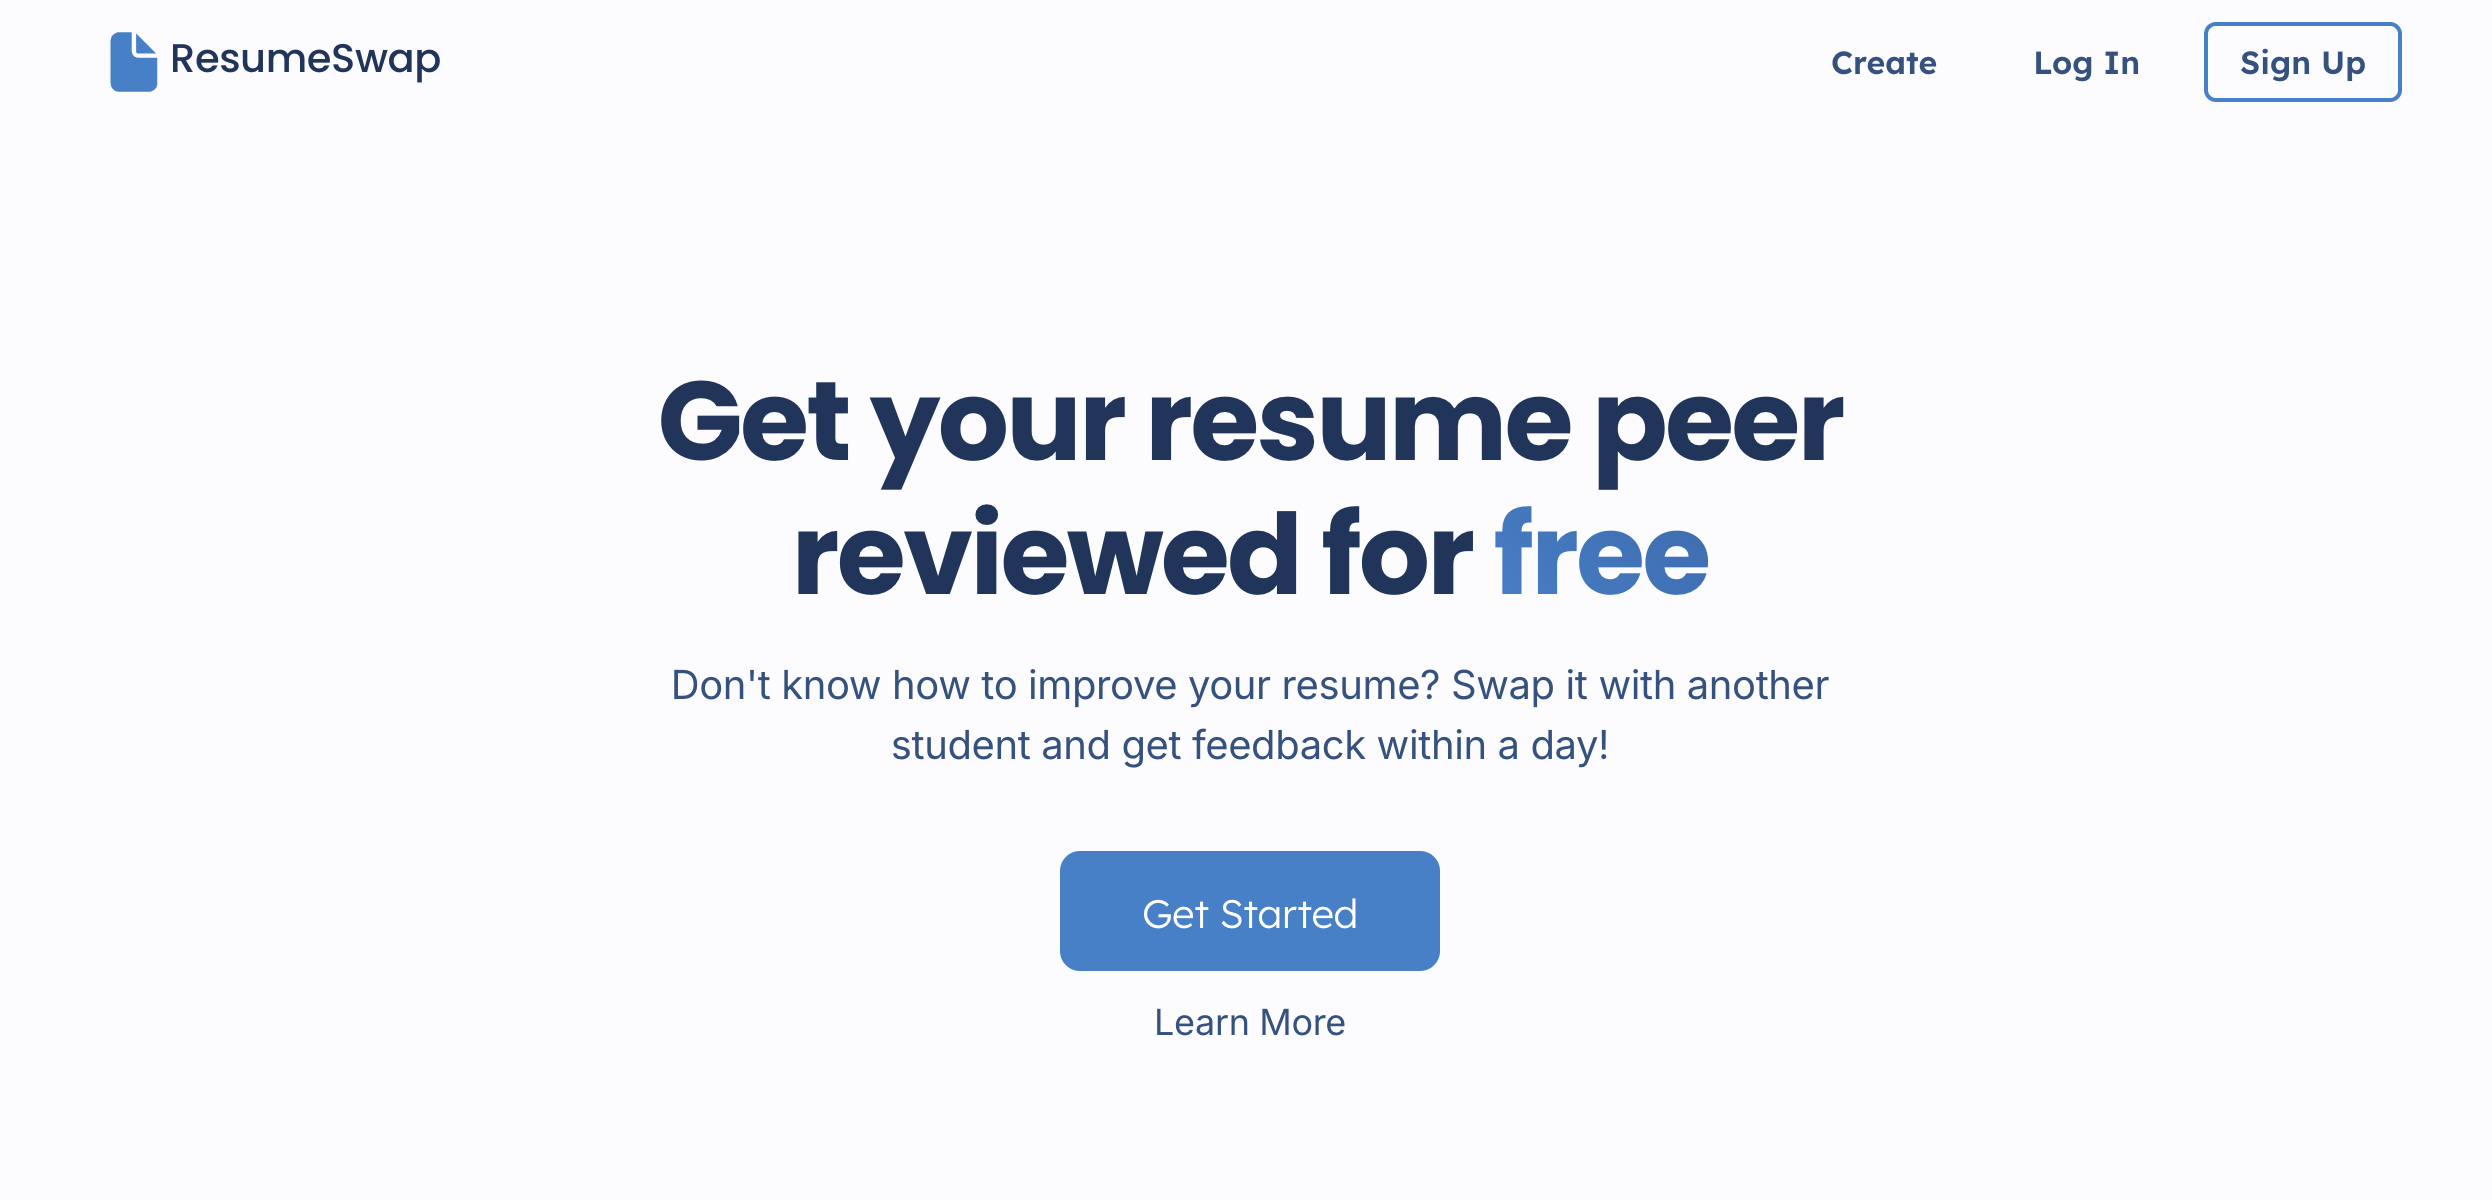 ResumeSwap
Create
Log In
Sign Up
Get your resume peer
reviewed for free
Don't know how to improve your resume? Swap it with another
student and get feedback within a day!
Get Started
Learn More